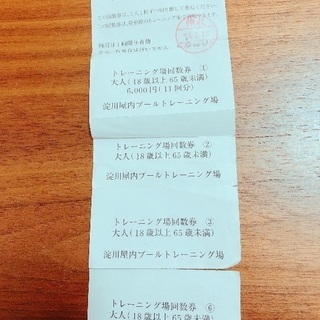 トレーニング場回数券 ①
大人(18歳以上65歳未満)
6,000円(11回分)
淀川屋内プールトレーニング場
トレーニング場回数券 ②
大人(18歳以上65歳未満)
淀川屋内プールトレーニング場
トレーニング場回数券 ③
大人(18歳以上65歳未満)
淀川屋内プールトレーニング場
トレーニング場回数券 ⑥
大人(18歳以上65歳未満)